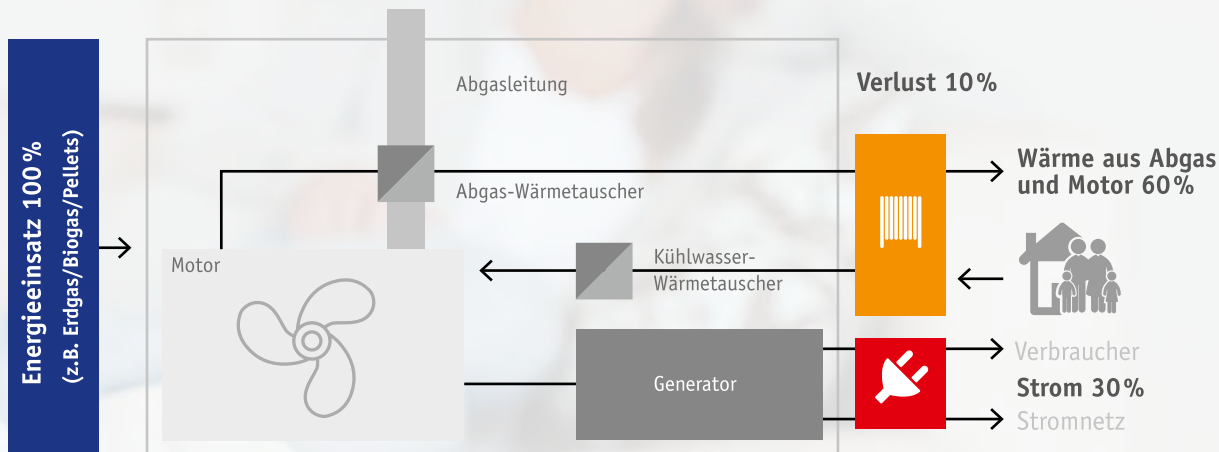 Energieeinsatz 100 %
(z.B. Erdgas/Biogas/Pellets)
Abgasleitung
Verlust 10 %
Wärme aus Abgas
und Motor 60 %
Abgas-Wärmetauscher
Motor
Kühlwasser-
Wärmetauscher
Generator
Verbraucher
Strom 30 %
Stromnetz